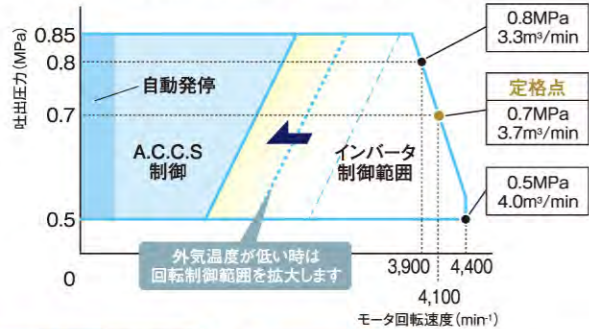 吐出圧力(MPa)
0.85
0.8
0.7
0.5
0
自動発停
A.C.C.S
制御
インバータ
制御範囲
外気温度が低い時は
回転制御範囲を拡大します
0.8MPa
3.3m³/min
定格点
0.7MPa
3.7m³/min
0.5MPa
4.0m³/min
3,900
4,400
4,100
モータ回転速度(min⁻¹)